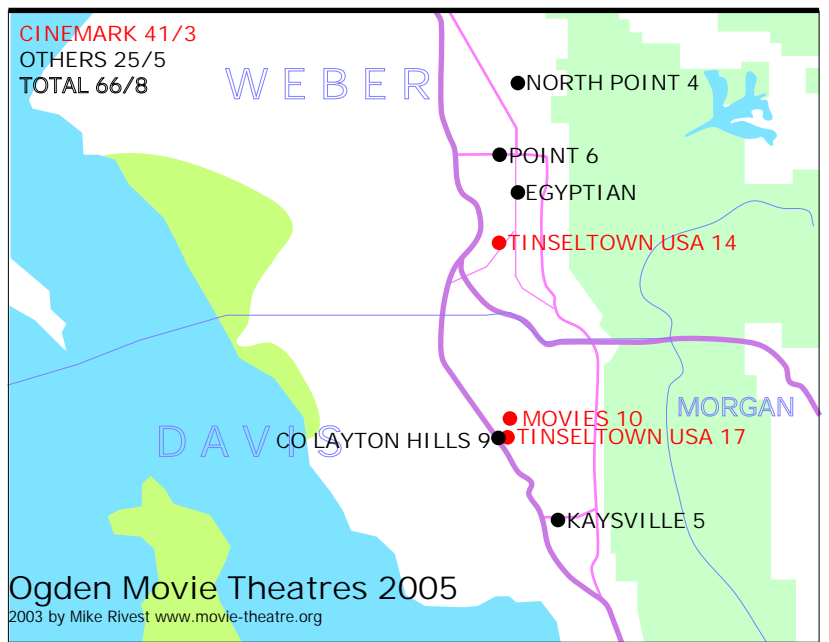 CINEMARK 41/3
OTHERS 25/5
TOTAL 66/8
WEBER
NORTH POINT 4
POINT 6
EGYPTIAN
TINSELTOWN USA 14
MORGAN
MOVIES 10
DAVIS
CO LAYTON HILLS 9
TINSELTOWN USA 17
KAYSVILLE 5
Ogden Movie Theatres 2005
2003 by Mike Rivest www.movie-theatre.org